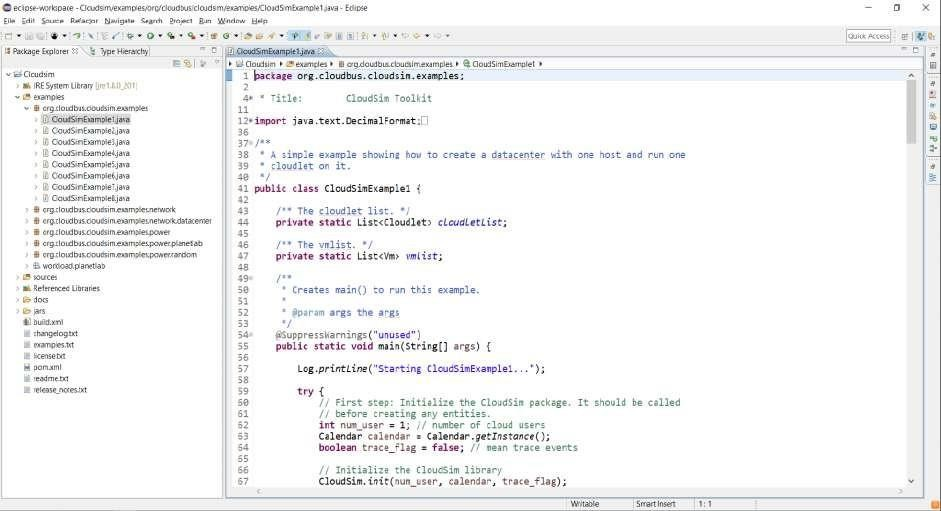 eclipse-workpace - Cloudsim/examples/org/cloudbus/cloudsim/examples/CloudSimExample1.java - Eclipse
File Edit Source Refactor Navigate Search Project Run Window Help
Quick Access
Package Explorer
Type Hierarchy
Cloudsim
JRE System Library [jre1.8.0_201]
examples
org.cloudbus.cloudsim.examples
CloudSimExample1.java
CloudSimExample2.java
CloudSimExample3.java
CloudSimExample4.java
CloudSimExample5.java
CloudSimExample6.java
CloudSimExample7.java
CloudSimExample8.java
org.cloudbus.cloudsim.examples.network
org.cloudbus.cloudsim.examples.network.datacenter
org.cloudbus.cloudsim.examples.power
org.cloudbus.cloudsim.examples.power.planetlab
org.cloudbus.cloudsim.examples.power.random
workload.planetlab
sources
Referenced Libraries
docs
jars
build.xml
changelog.txt
examples.txt
license.txt
pom.xml
readme.txt
release_notes.txt
CloudSimExample1.java
Cloudsim examples org.cloudbus.cloudsim.examples CloudSimExample1
1 package org.cloudbus.cloudsim.examples;
2
4 * Title: CloudSim Toolkit
11
12 import java.text.DecimalFormat;
36
37 /**
38 * A simple example showing how to create a datacenter with one host and run one
39 * cloudlet on it.
40 */
41 public class CloudSimExample1 {
42
43 /** The cloudlet list. */
44 private static List<Cloudlet> cloudletList;
45
46 /** The vmlist. */
47 private static List<Vm> vmlist;
48
49 /**
50 * Creates main() to run this example.
51 *
52 * @param args the args
53 */
54 @SuppressWarnings("unused")
55 public static void main(String[] args) {
56
57 Log.printLine("Starting CloudSimExample1...");
58
59 try {
60 // First step: Initialize the CloudSim package. It should be called
61 // before creating any entities.
62 int num_user = 1; // number of cloud users
63 Calendar calendar = Calendar.getInstance();
64 boolean trace_flag = false; // mean trace events
65
66 // Initialize the CloudSim library
67 CloudSim.init(num_user, calendar, trace_flag);
Writable Smart Insert 1 : 1